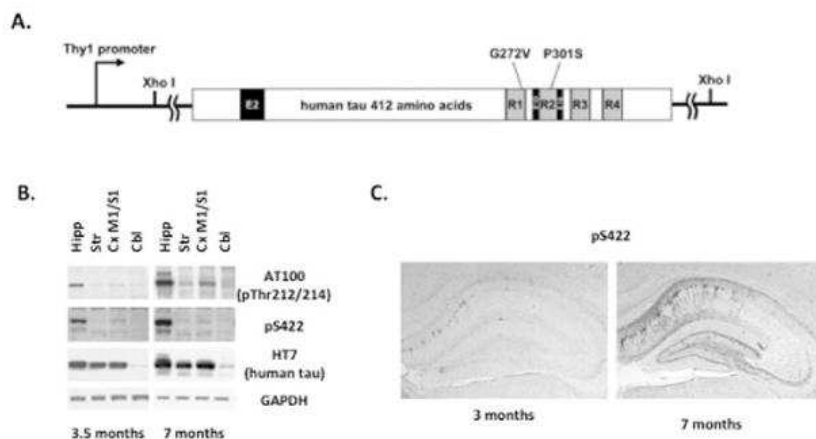 A.
Thy1 promoter
Xho I
G272V
P301S
Xho I
E2
human tau 412 amino acids
R1
R2
R3
R4
B.
Hipp
Str
Cx M1/S1
Cbl
Hipp
Str
Cx M1/S1
Cbl
AT100
(pThr212/214)
pS422
HT7
(human tau)
GAPDH
3.5 months
7 months
C.
pS422
3 months
7 months